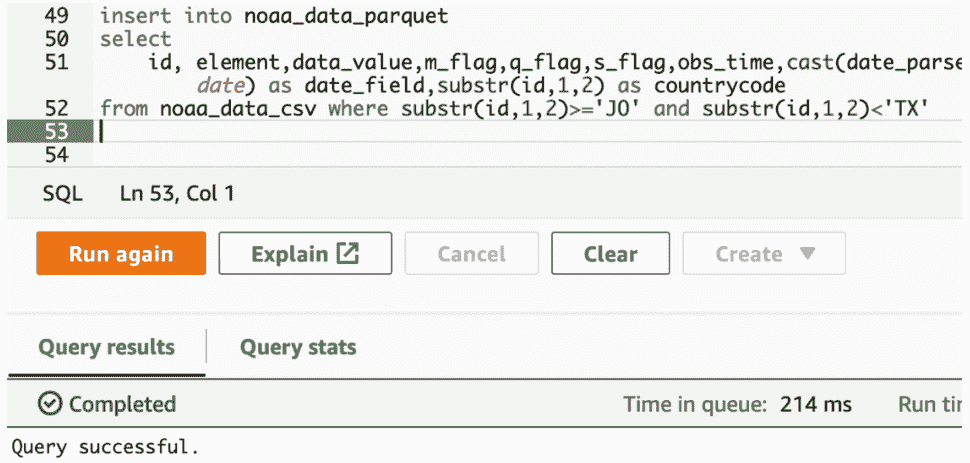 49 insert into noaa_data_parquet
50 select
51 id, element,data_value,m_flag,q_flag,s_flag,obs_time,cast(date_parse
date) as date_field,substr(id,1,2) as countrycode
52 from noaa_data_csv where substr(id,1,2)>='JO' and substr(id,1,2)<'TX'
53
54
SQL Ln 53, Col 1
Run again Explain Cancel Clear Create
Query results Query stats
Completed Time in queue: 214 ms Run
Query successful.